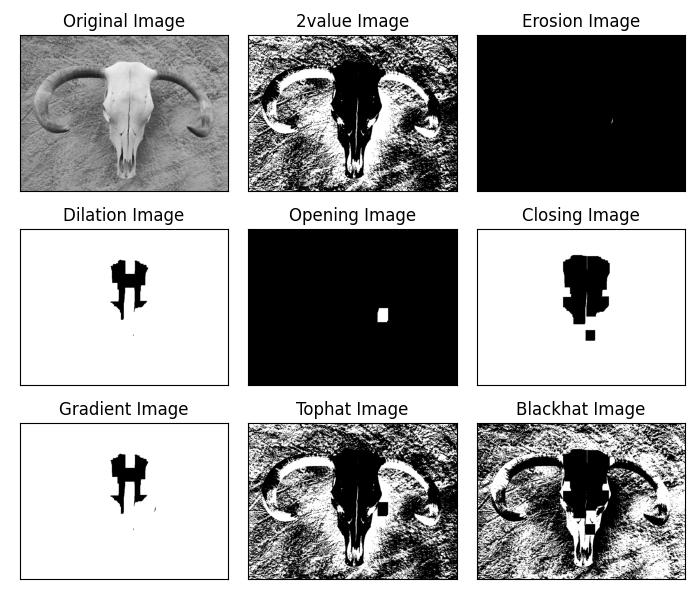 Original Image
2value Image
Erosion Image
Dilation Image
Opening Image
Closing Image
Gradient Image
Tophat Image
Blackhat Image